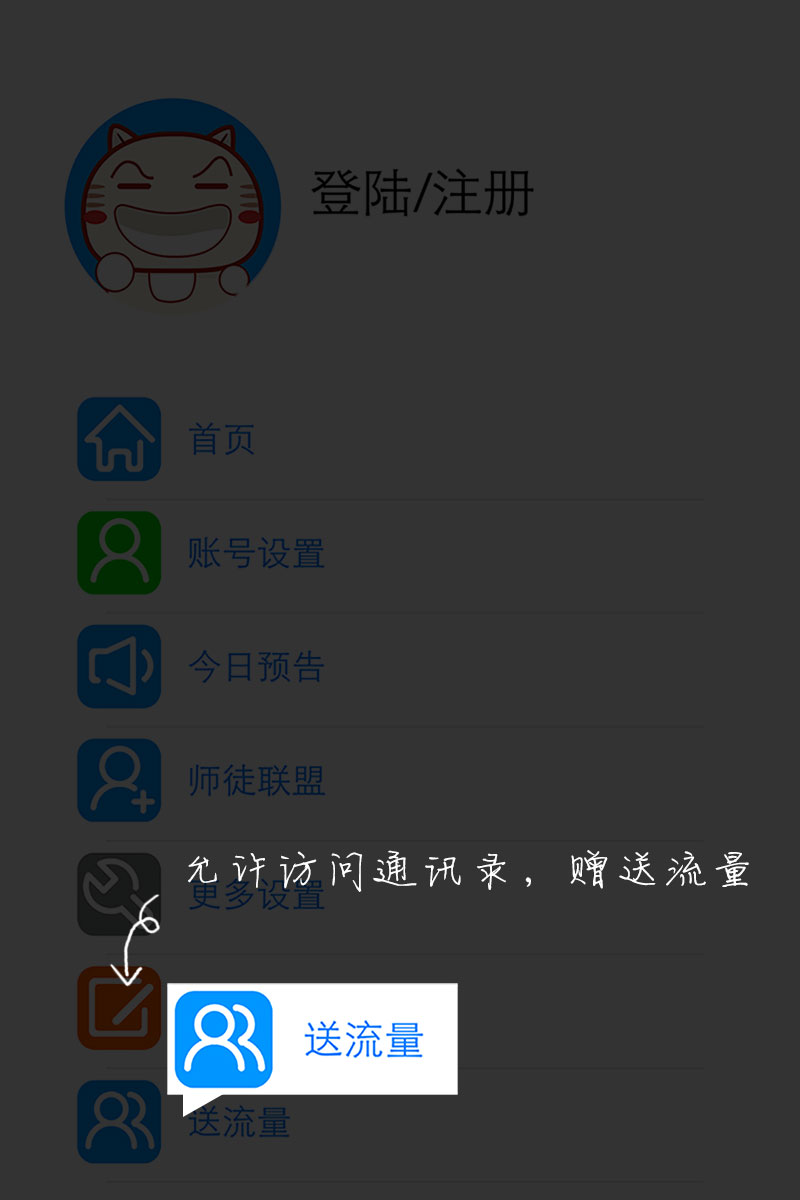 登陆/注册
首页
账号设置
今日预告
师徒联盟
允许访问通讯录，赠送流量
更多设置
送流量
送流量